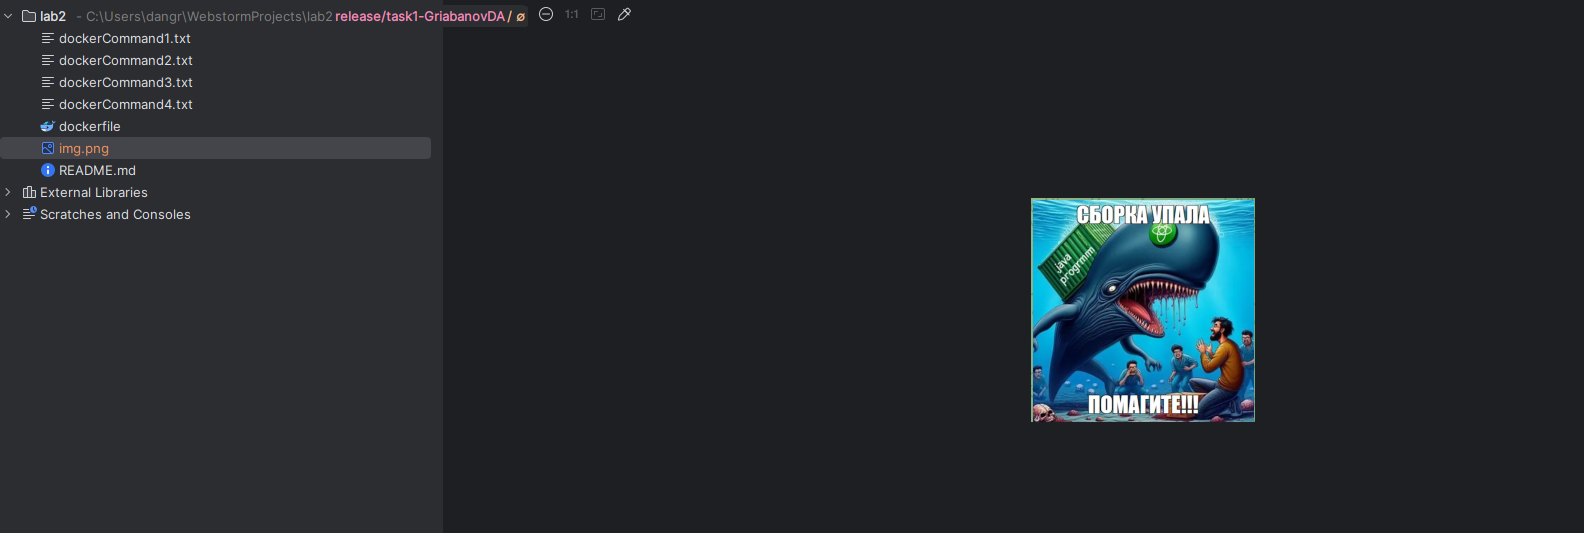 lab2 - C:\Users\dangr\WebstormProjects\lab2 release/task1-GriabanovDA / ø
1:1
dockerCommand1.txt
dockerCommand2.txt
dockerCommand3.txt
dockerCommand4.txt
dockerfile
img.png
README.md
External Libraries
Scratches and Consoles
СБОРКА УПАЛА
java
progrmm
ПОМАГИТЕ!!!